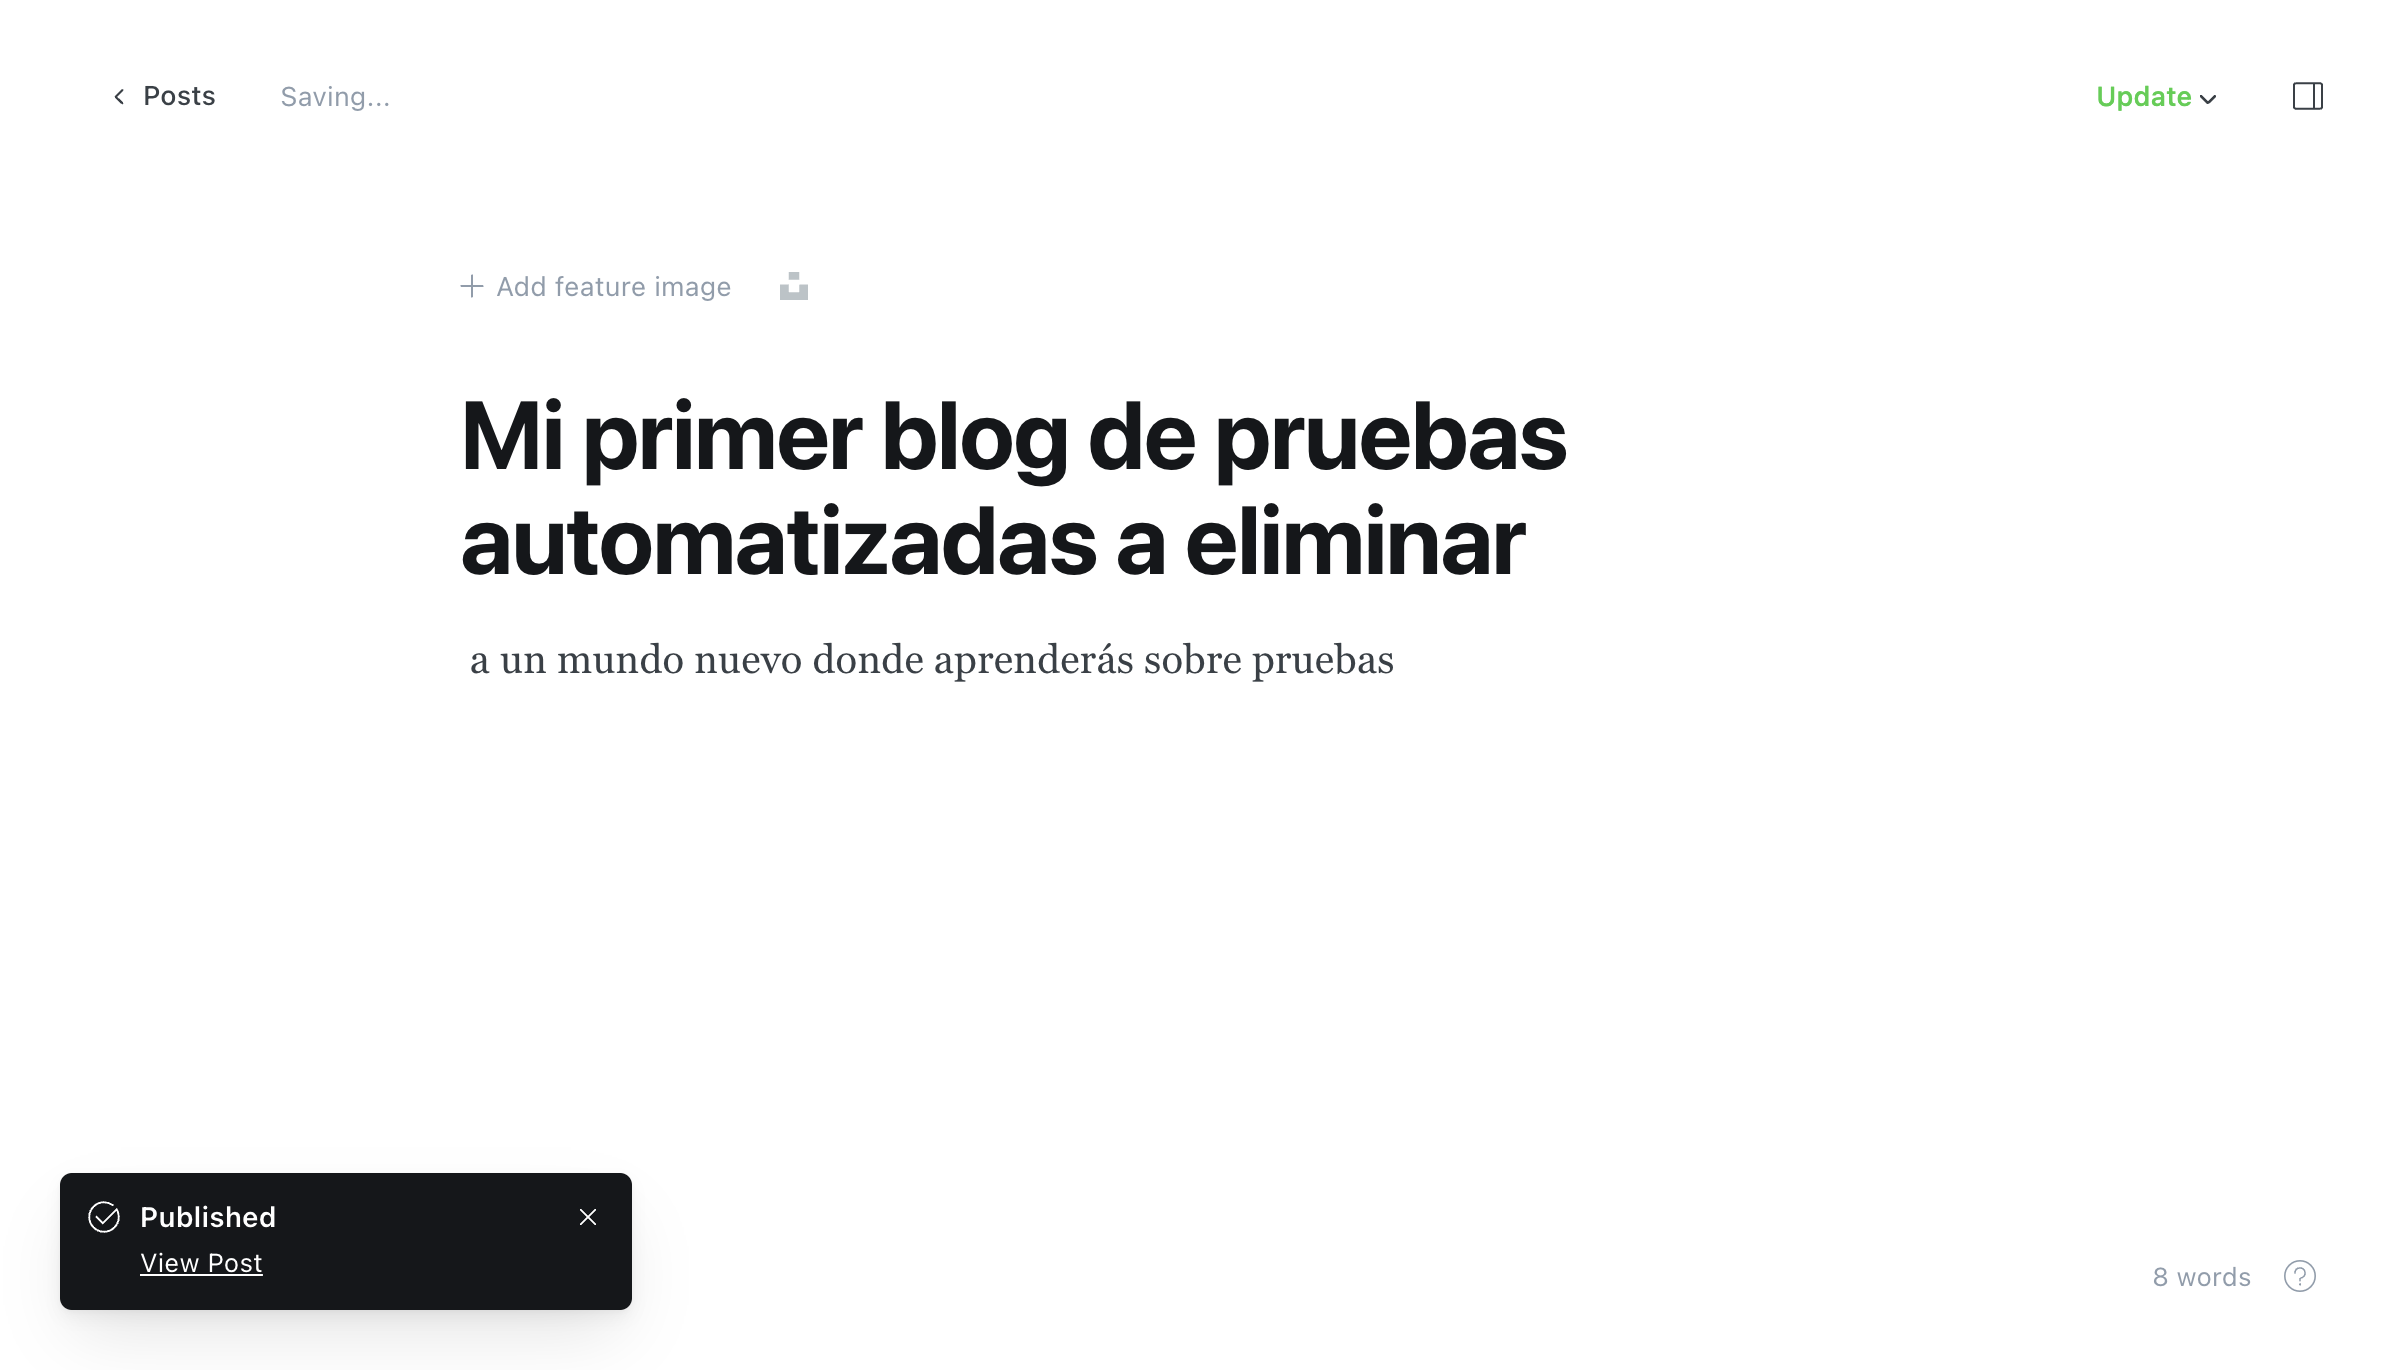 Posts
Saving...
Update
Add feature image
Mi primer blog de pruebas
automatizadas a eliminar
a un mundo nuevo donde aprenderás sobre pruebas
Published
View Post
8 words
?